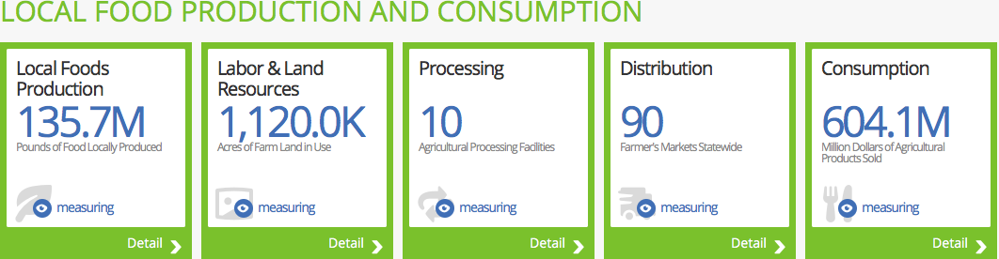 LOCAL FOOD PRODUCTION AND CONSUMPTION
Local Foods
Production
135.7M
Pounds of Food Locally Produced
measuring
Detail
Labor & Land
Resources
1,120.0K
Acres of Farm Land in Use
measuring
Detail
Processing
10
Agricultural Processing Facilities
measuring
Detail
Distribution
90
Farmer's Markets Statewide
measuring
Detail
Consumption
604.1M
Million Dollars of Agricultural
Products Sold
measuring
Detail